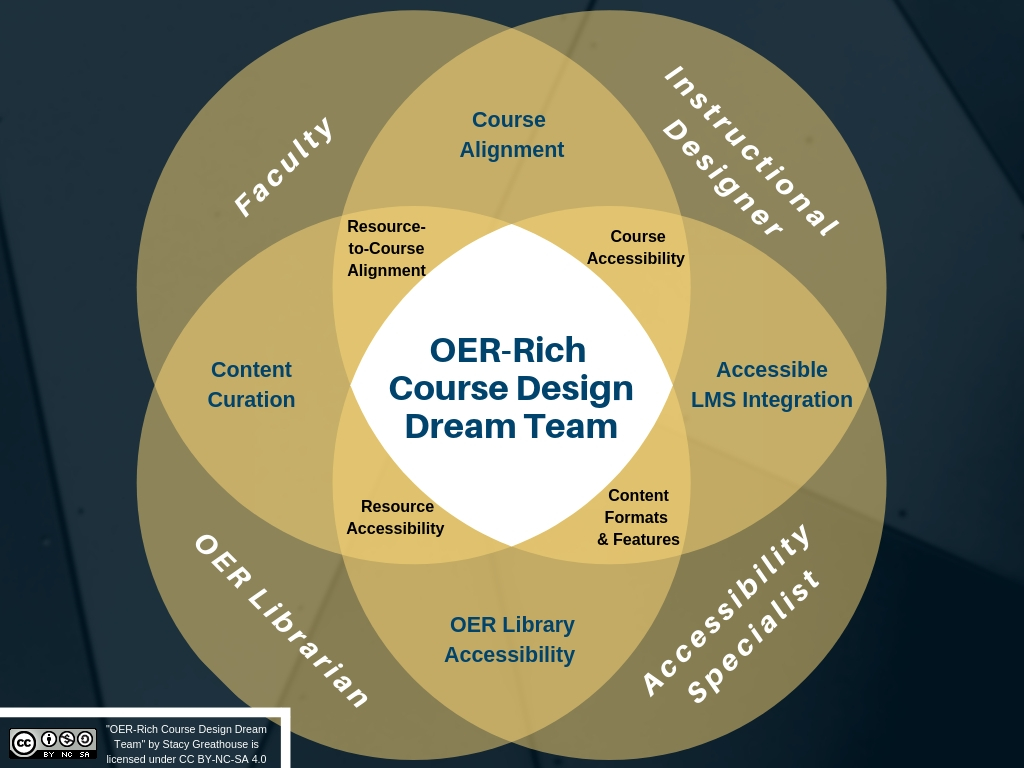 Faculty
Instructional
Designer
Course
Alignment
Resource-
to-Course
Alignment
Course
Accessibility
Content
Curation
OER-Rich
Course Design
Dream Team
Accessible
LMS Integration
Resource
Accessibility
Content
Formats
& Features
OER Librarian
OER Library
Accessibility
Accessibility
Specialist
cc
BY NC SA
"OER-Rich Course Design Dream
Team" by Stacy Greathouse is
licensed under CC BY-NC-SA 4.0